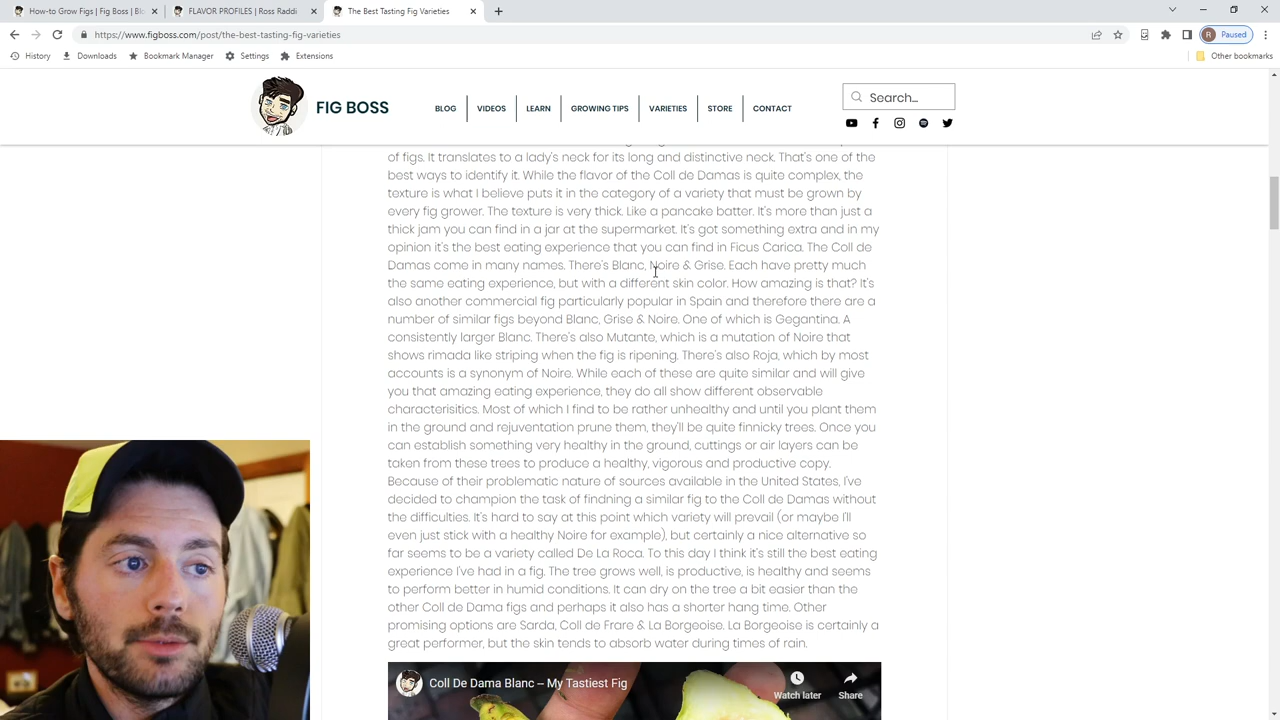 How-to Grow Figs | Fig Boss | Blo
FLAVOR PROFILES | Ross Raddi
The Best Tasting Fig Varieties
https://www.figboss.com/post/the-best-tasting-fig-varieties
R Paused
History
Downloads
Bookmark Manager
Settings
Extensions
Other bookmarks
FIG BOSS
BLOG
VIDEOS
LEARN
GROWING TIPS
VARIETIES
STORE
CONTACT
Search...
of figs. It translates to a lady's neck for its long and distinctive neck. That's one of the
best ways to identify it. While the flavor of the Coll de Damas is quite complex, the
texture is what I believe puts it in the category of a variety that must be grown by
every fig grower. The texture is very thick. Like a pancake batter. It's more than just a
thick jam you can find in a jar at the supermarket. It's got something extra and in my
opinion it's the best eating experience that you can find in Ficus Carica. The Coll de
Damas come in many names. There's Blanc, Noire & Grise. Each have pretty much
the same eating experience, but with a different skin color. How amazing is that? It's
also another commercial fig particularly popular in Spain and therefore there are a
number of similar figs beyond Blanc, Grise & Noire. One of which is Gegantina. A
consistently larger Blanc. There's also Mutante, which is a mutation of Noire that
shows rimada like striping when the fig is ripening. There's also Roja, which by most
accounts is a synonym of Noire. While each of these are quite similar and will give
you that amazing eating experience, they do all show different observable
characterisitics. Most of which I find to be rather unhealthy and until you plant them
in the ground and rejuventation prune them, they'll be quite finnicky trees. Once you
can establish something very healthy in the ground, cuttings or air layers can be
taken from these trees to produce a healthy, vigorous and productive copy.
Because of their problematic nature of sources available in the United States, I've
decided to champion the task of findning a similar fig to the Coll de Damas without
the difficulties. It's hard to say at this point which variety will prevail (or maybe I'll
even just stick with a healthy Noire for example), but certainly a nice alternative so
far seems to be a variety called De La Roca. To this day I think it's still the best eating
experience I've had in a fig. The tree grows well, is productive, is healthy and seems
to perform better in humid conditions. It can dry on the tree a bit easier than the
other Coll de Dama figs and perhaps it also has a shorter hang time. Other
promising options are Sarda, Coll de Frare & La Borgeoise. La Borgeoise is certainly a
great performer, but the skin tends to absorb water during times of rain.
Coll De Dama Blanc -- My Tastiest Fig
Watch later
Share